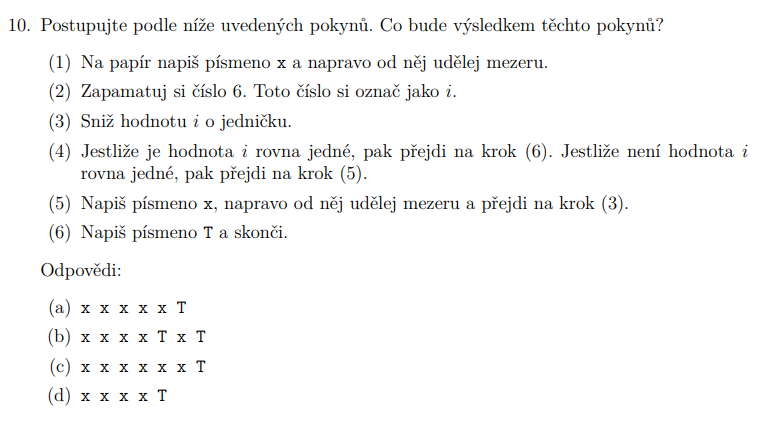 10. Postupujte podle níže uvedených pokynů. Co bude výsledkem těchto pokynů?
(1) Na papír napiš písmeno x a napravo od něj udělej mezeru.
(2) Zapamatuj si číslo 6. Toto číslo si označ jako i.
(3) Sniž hodnotu i o jedničku.
(4) Jestliže je hodnota i rovna jedné, pak přejdi na krok (6). Jestliže není hodnota i
rovna jedné, pak přejdi na krok (5).
(5) Napiš písmeno x, napravo od něj udělej mezeru a přejdi na krok (3).
(6) Napiš písmeno T a skonči.
Odpovědi:
(a) x x x x x T
(b) x x x x T x T
(c) x x x x x x T
(d) x x x x T